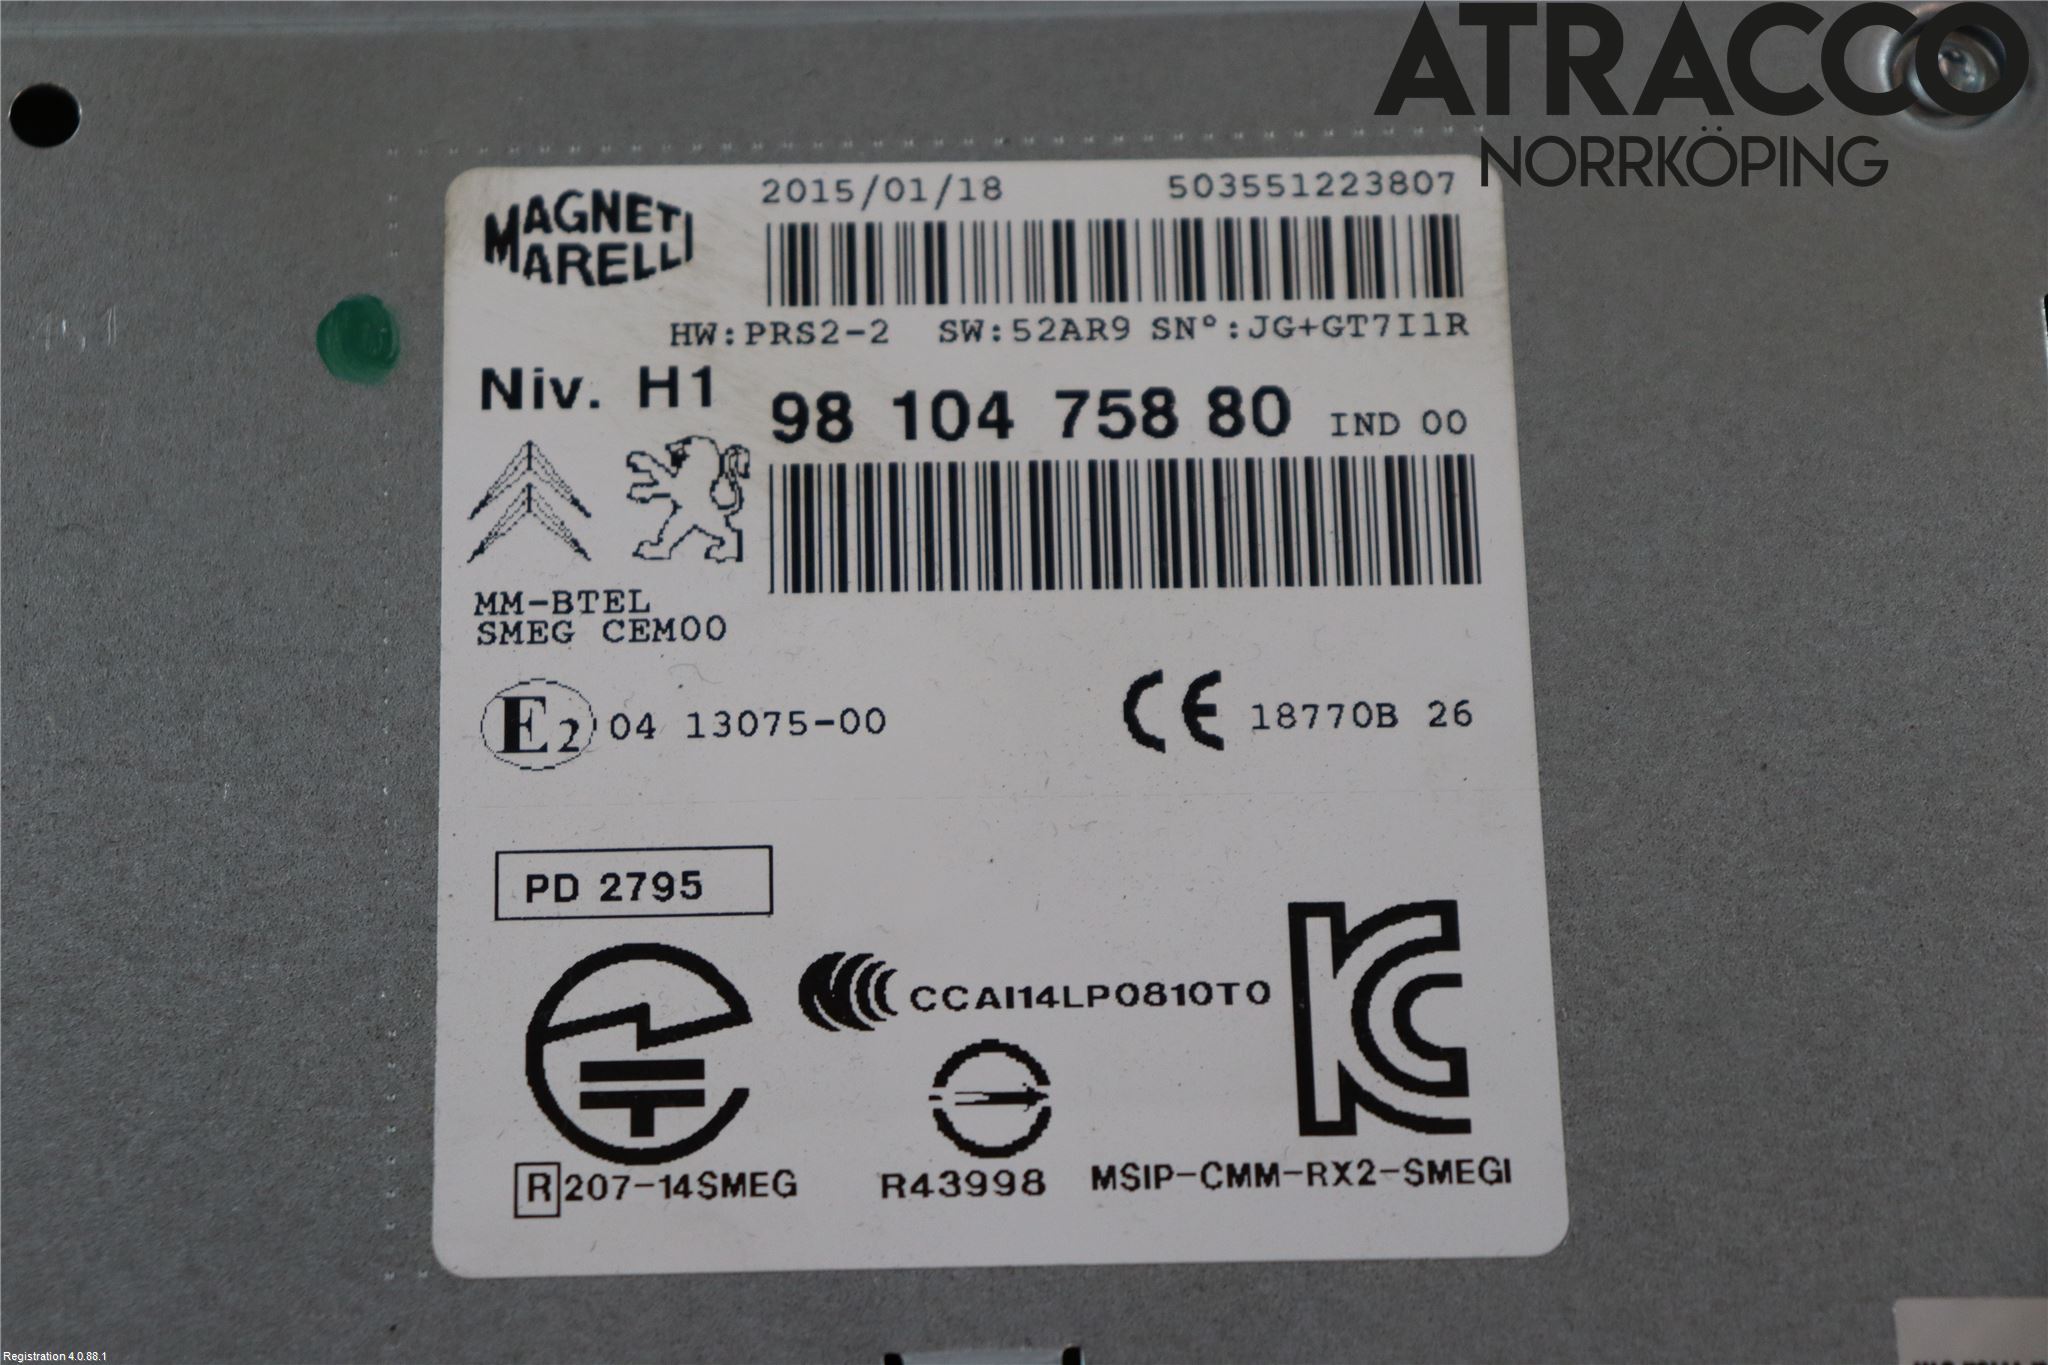 ATRACCO
NORRKÖPING
MAGNETI
MARELLI
2015/01/18 503551223807
HW:PRS2-2 SW:52AR9 SN°:JG+GT7I1R
Niv. H1
98 104 758 80 IND 00
MM-BTEL
SMEG CEM00
E2 04 13075-00
CE 18770B 26
PD 2795
CCAI14LP0810T0
R 207-14SMEG
R43998
MSIP-CMM-RX2-SMEGI
Registration 4.0.88.1